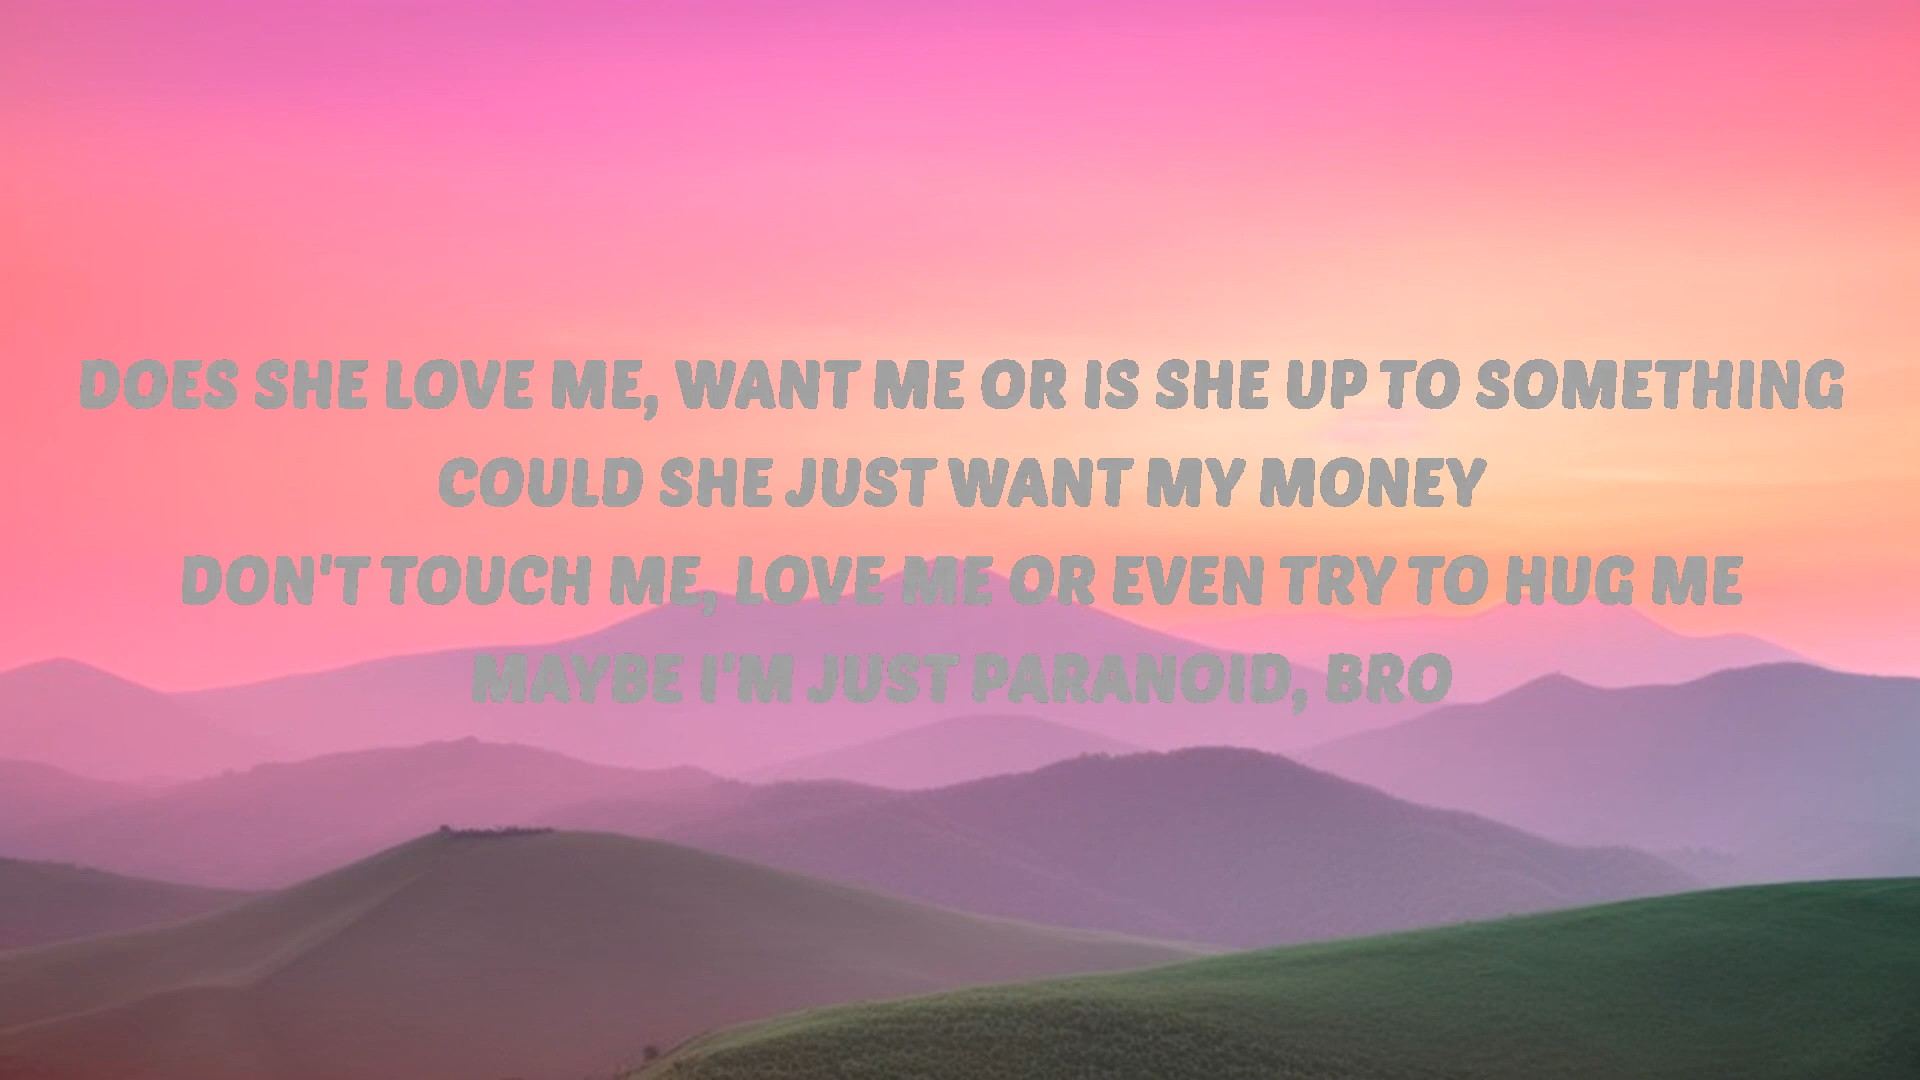 DOES SHE LOVE ME, WANT ME OR IS SHE UP TO SOMETHING
COULD SHE JUST WANT MY MONEY
DON'T TOUCH ME, LOVE ME OR EVEN TRY TO HUG ME
MAYBE I'M JUST PARANOID, BRO